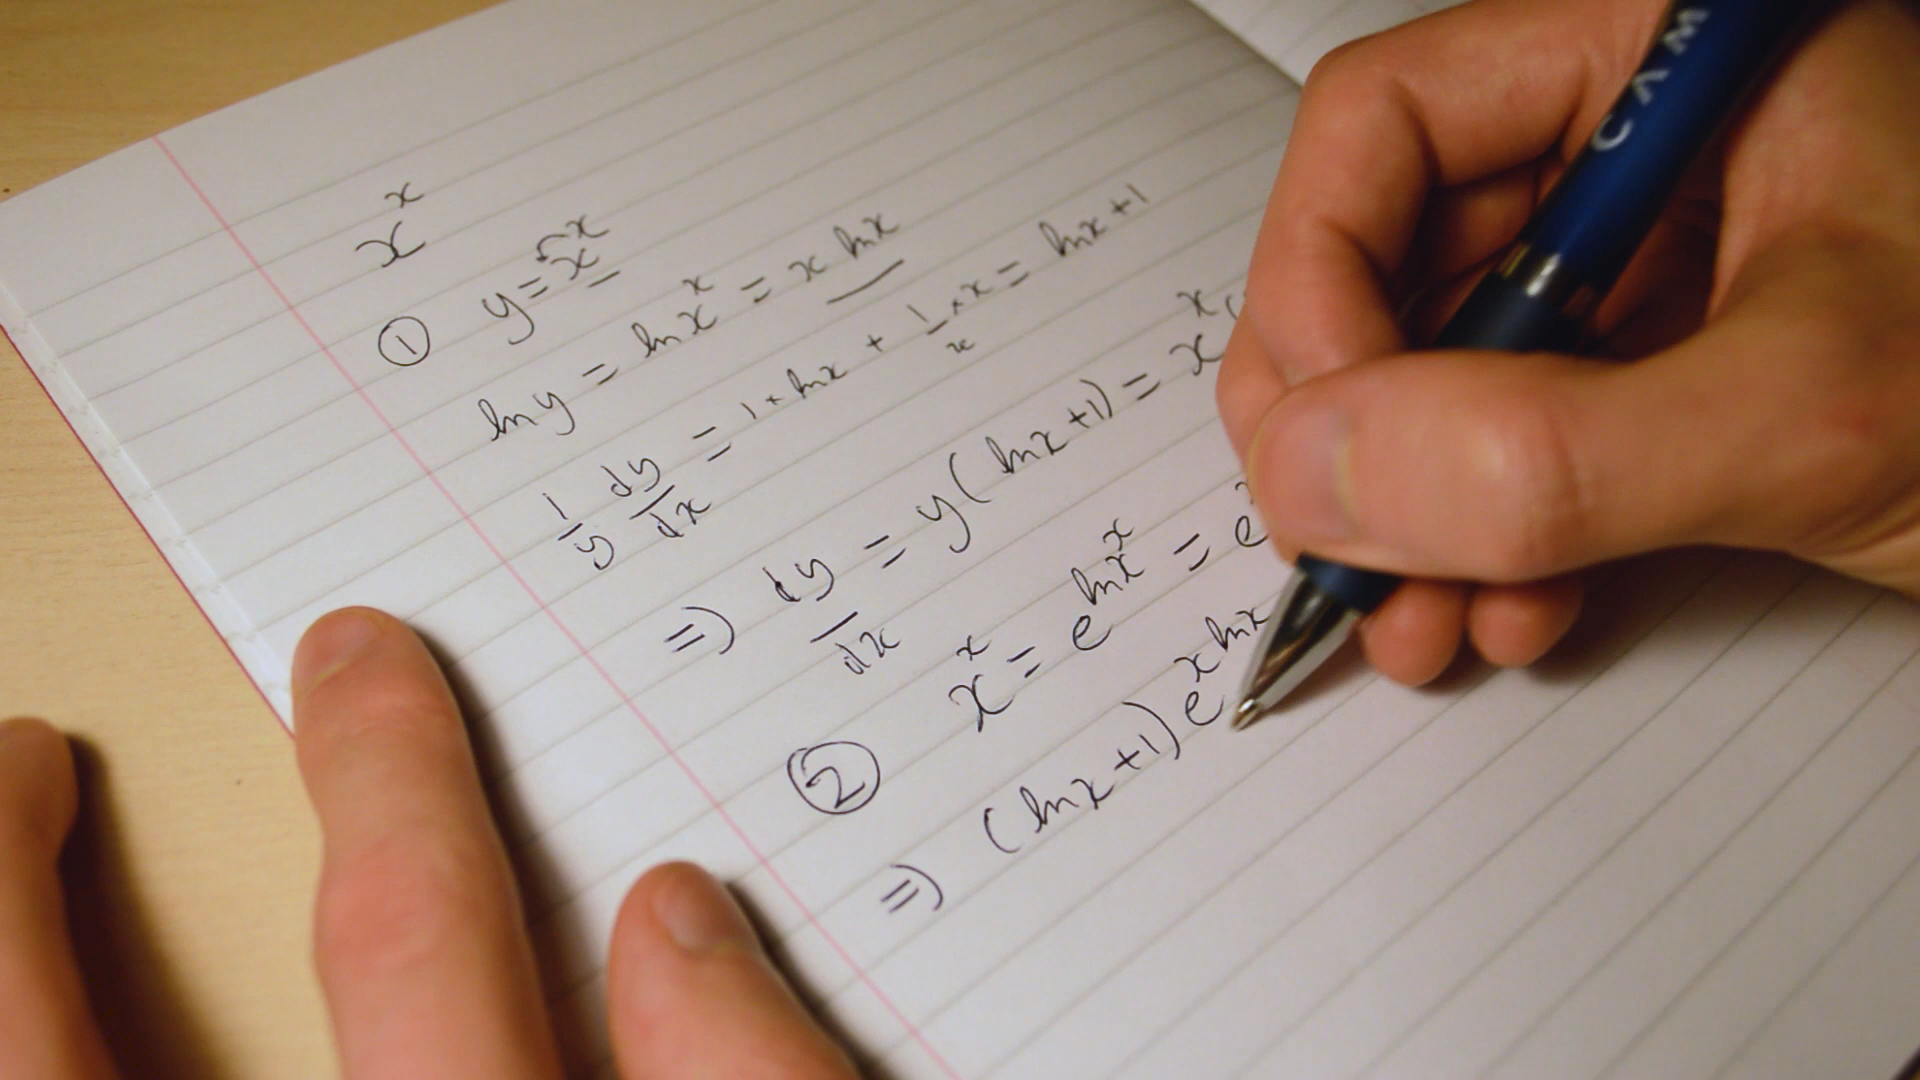 x^x
① y = x^x
ln y = ln x^x = x ln x
1/y dy/dx = 1 × ln x + 1/x × x = ln x + 1
⇒ dy/dx = y(ln x + 1) = x^x (
② x^x = e^{ln x^x} = e
⇒ (ln x + 1) e^{x ln x}
CAM